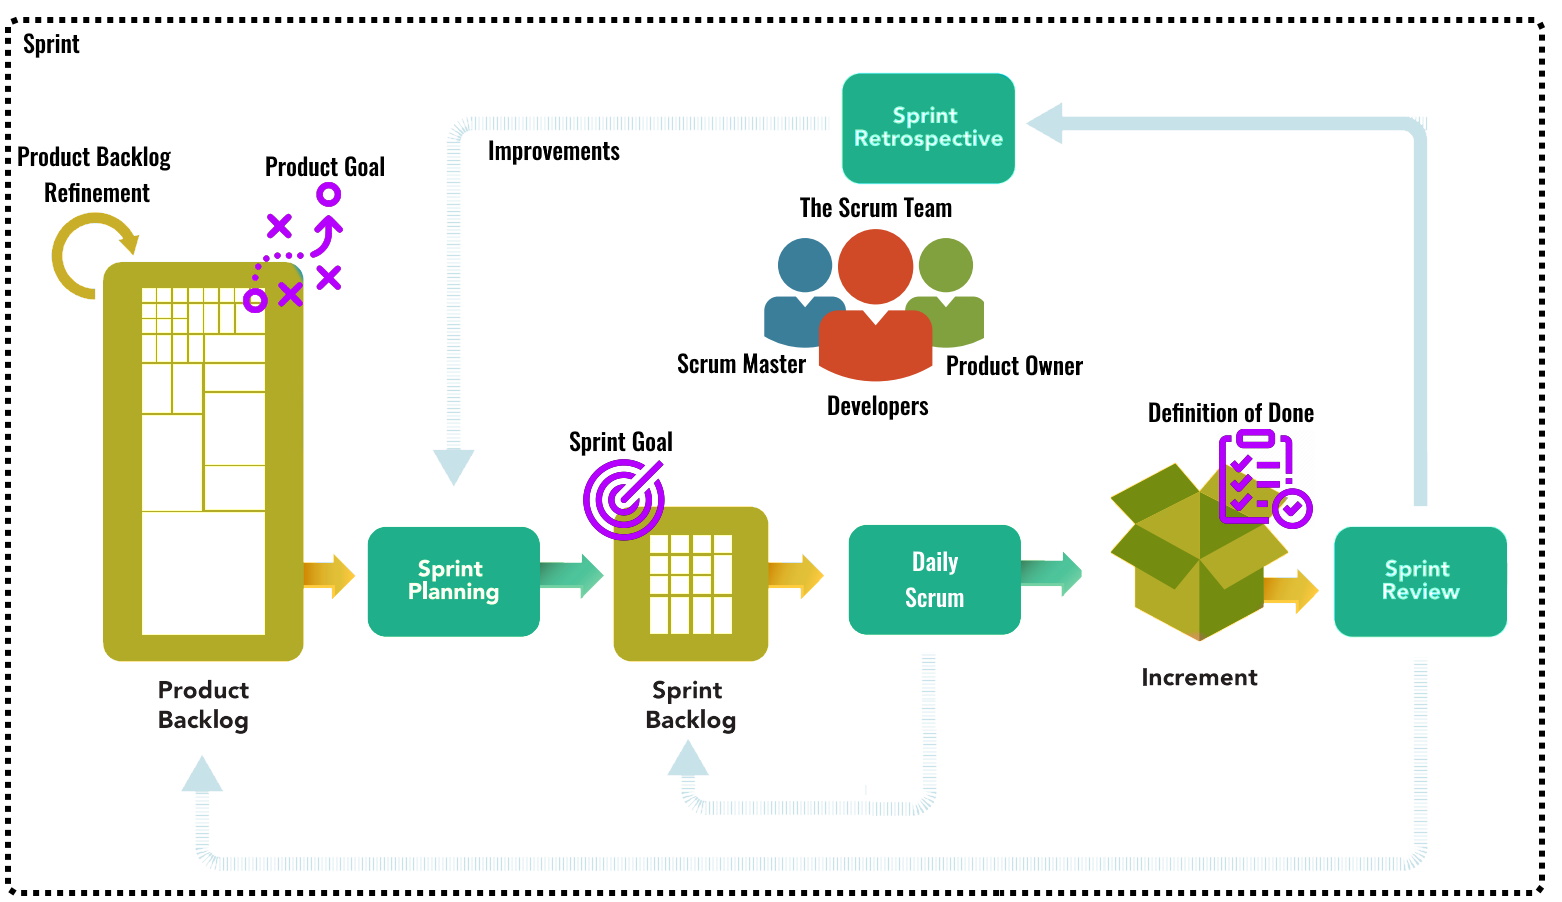 Sprint
Sprint
Retrospective
Improvements
Product Backlog
Refinement
Product Goal
The Scrum Team
Scrum Master
Product Owner
Developers
Definition of Done
Sprint Goal
Sprint
Planning
Daily
Scrum
Sprint
Review
Product
Backlog
Sprint
Backlog
Increment